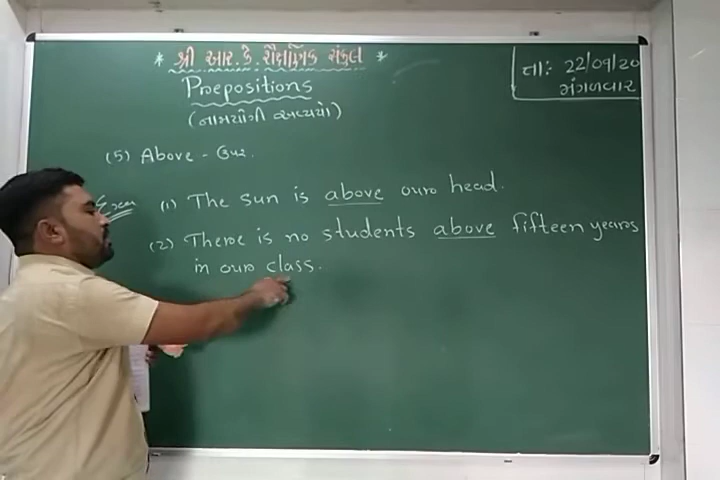 * શ્રી આર. કે. શૈક્ષણિક સંકુલ *
તા: 22/09/20
મંગળવાર
Prepositions
(નામયોગી અવ્યયો)
(5) Above - ઉપર.
Exam (1) The sun is above our head.
(2) There is no students above fifteen years
in our class.